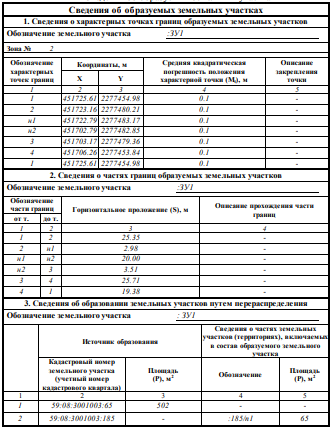 Сведения об образуемых земельных участках
1. Сведения о характерных точках границ образуемых земельных участков
Обозначение земельного участка :ЗУ1
Зона № 2
Обозначение характерных точек границ Координаты, м Средняя квадратическая погрешность положения характерной точки (Mt), м Описание закрепления точки
X Y
1 2 3 4 5
1 451725.61 2277454.98 0.1 -
2 451723.16 2277480.21 0.1 -
н1 451722.79 2277483.17 0.1 -
н2 451702.79 2277482.85 0.1 -
3 451703.17 2277479.36 0.1 -
4 451706.26 2277453.84 0.1 -
1 451725.61 2277454.98 0.1 -
2. Сведения о частях границ образуемых земельных участков
Обозначение земельного участка :ЗУ1
Обозначение части границ Горизонтальное проложение (S), м Описание прохождения части границ
от т. до т.
1 2 3 4
1 2 25.35 -
2 н1 2.98 -
н1 н2 20.00 -
н2 3 3.51 -
3 4 25.71 -
4 1 19.38 -
3. Сведения об образовании земельных участков путем перераспределения
Обозначение земельного участка : ЗУ1
Источник образования Сведения о частях земельных участков (территориях), включаемых в состав образуемого земельного участка
Кадастровый номер земельного участка (учетный номер кадастрового квартала) Площадь (P), м² Обозначение Площадь (P), м²
1 2 3 4 5
1 59:08:3001003:65 502 - -
2 59:08:3001003:185 - :185/п1 65